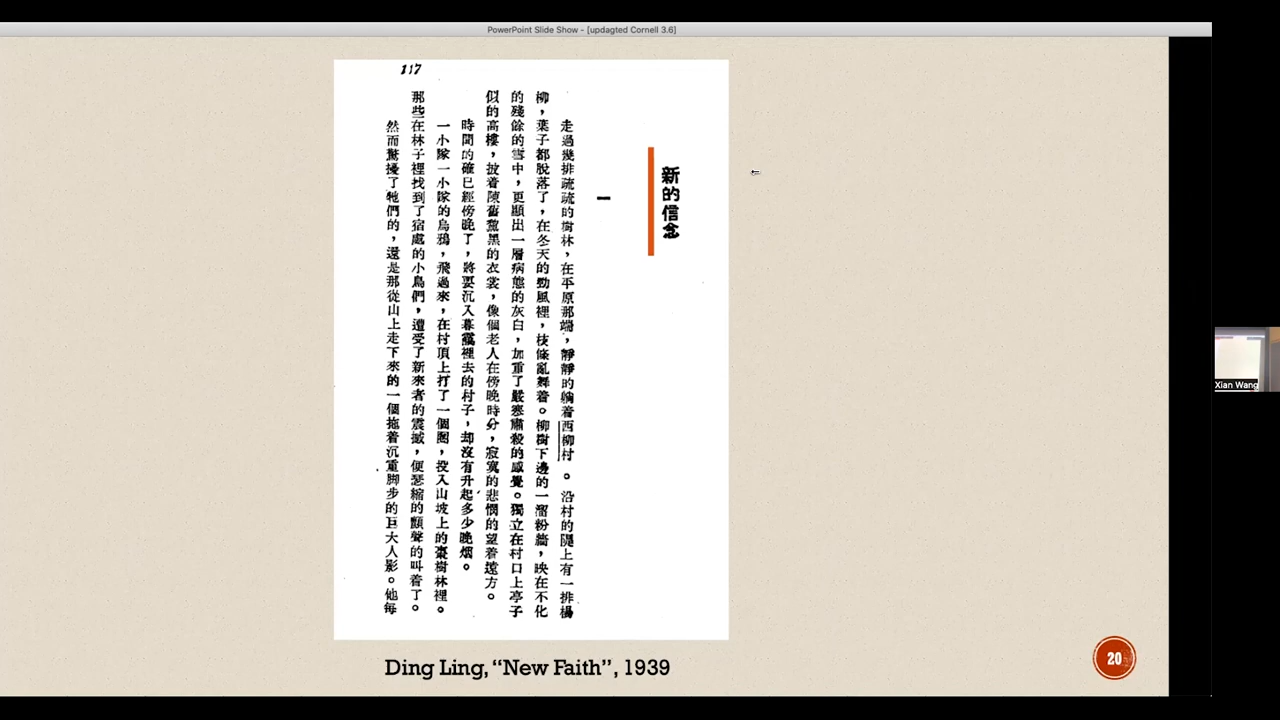 PowerPoint Slide Show - [updagted Cornell 3.6]
117
新的信念
一
走過幾排疏疏的樹林，在平原那端，靜靜的躺着西柳村。沿村的隄上有一排楊
柳，葉子都脫落了，在冬天的勁風裡，枝條亂舞着。柳樹下邊的一溜粉牆，映在不化
的殘餘的雪中，更顯出一層病態的灰白，加重了嚴寒肅殺的感覺。獨立在村口上亭子
似的高樓，披着陳舊黧黑的衣裳，像個老人在傍晚時分，寂寞的悲憫的望着遠方。
時間的確已經傍晚了，將要沉入暮靄裡去的村子，却沒有升起多少晚烟。
一小隊一小隊的烏鴉，飛過來，在村頂上打了一個圈，投入山坡上的棗樹林裡。
那些在林子裡找到了宿處的小鳥們，遭受了新來者的震撼，便瑟縮的顫聲的叫着了。
然而驚擾了牠們的，還是那從山上走下來的一個拖着沉重脚步的巨大人影。他每
Ding Ling, “New Faith”, 1939
20
Xian Wang